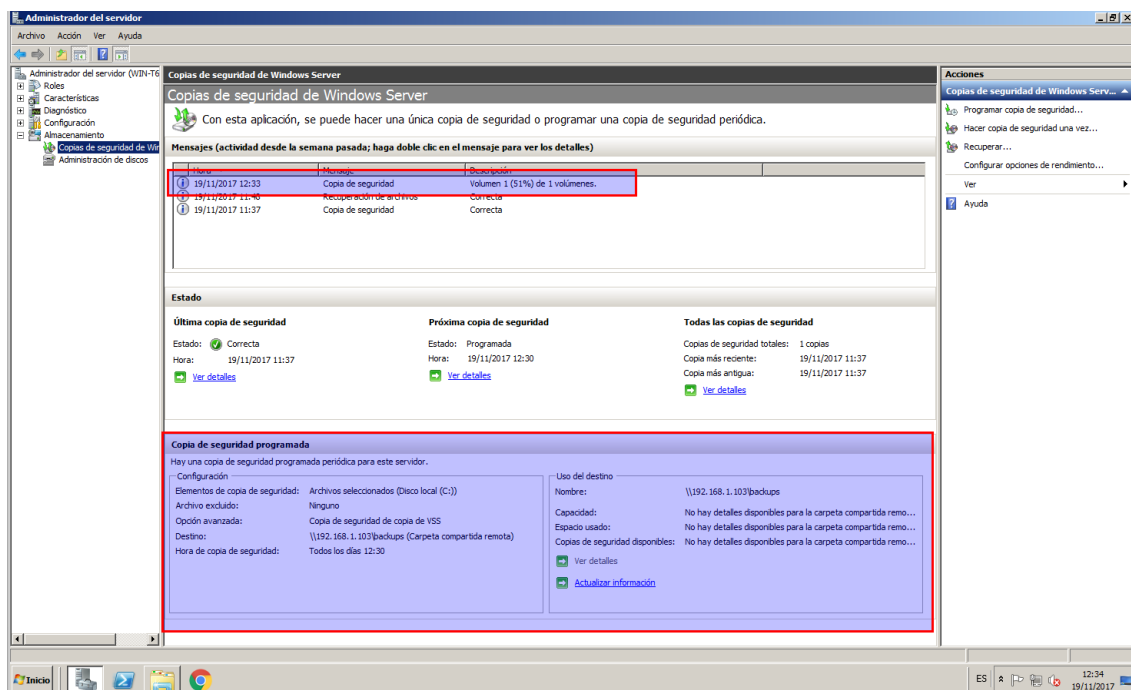 Administrador del servidor
Archivo Acción Ver Ayuda
Administrador del servidor (WIN-T6
Roles
Características
Diagnóstico
Configuración
Almacenamiento
Copias de seguridad de Wir
Administración de discos
Copias de seguridad de Windows Server
Copias de seguridad de Windows Server
Con esta aplicación, se puede hacer una única copia de seguridad o programar una copia de seguridad periódica.
Mensajes (actividad desde la semana pasada; haga doble clic en el mensaje para ver los detalles)
Hora Mensaje Descripción
19/11/2017 12:33 Copia de seguridad Volumen 1 (51%) de 1 volúmenes.
19/11/2017 11:48 Recuperación de archivos Correcta
19/11/2017 11:37 Copia de seguridad Correcta
Estado
Última copia de seguridad
Estado: Correcta
Hora: 19/11/2017 11:37
Ver detalles
Próxima copia de seguridad
Estado: Programada
Hora: 19/11/2017 12:30
Ver detalles
Todas las copias de seguridad
Copias de seguridad totales: 1 copias
Copia más reciente: 19/11/2017 11:37
Copia más antigua: 19/11/2017 11:37
Ver detalles
Copia de seguridad programada
Hay una copia de seguridad programada periódica para este servidor.
Configuración
Elementos de copia de seguridad: Archivos seleccionados (Disco local (C:))
Archivo excluido: Ninguno
Opción avanzada: Copia de seguridad de copia de VSS
Destino: \\192.168.1.103\backups (Carpeta compartida remota)
Hora de copia de seguridad: Todos los días 12:30
Uso del destino
Nombre: \\192.168.1.103\backups
Capacidad: No hay detalles disponibles para la carpeta compartida remo...
Espacio usado: No hay detalles disponibles para la carpeta compartida remo...
Copias de seguridad disponibles: No hay detalles disponibles para la carpeta compartida remo...
Ver detalles
Actualizar información
Acciones
Copias de seguridad de Windows Serv...
Programar copia de seguridad...
Hacer copia de seguridad una vez...
Recuperar...
Configurar opciones de rendimiento...
Ver
Ayuda
Inicio
ES
12:34
19/11/2017